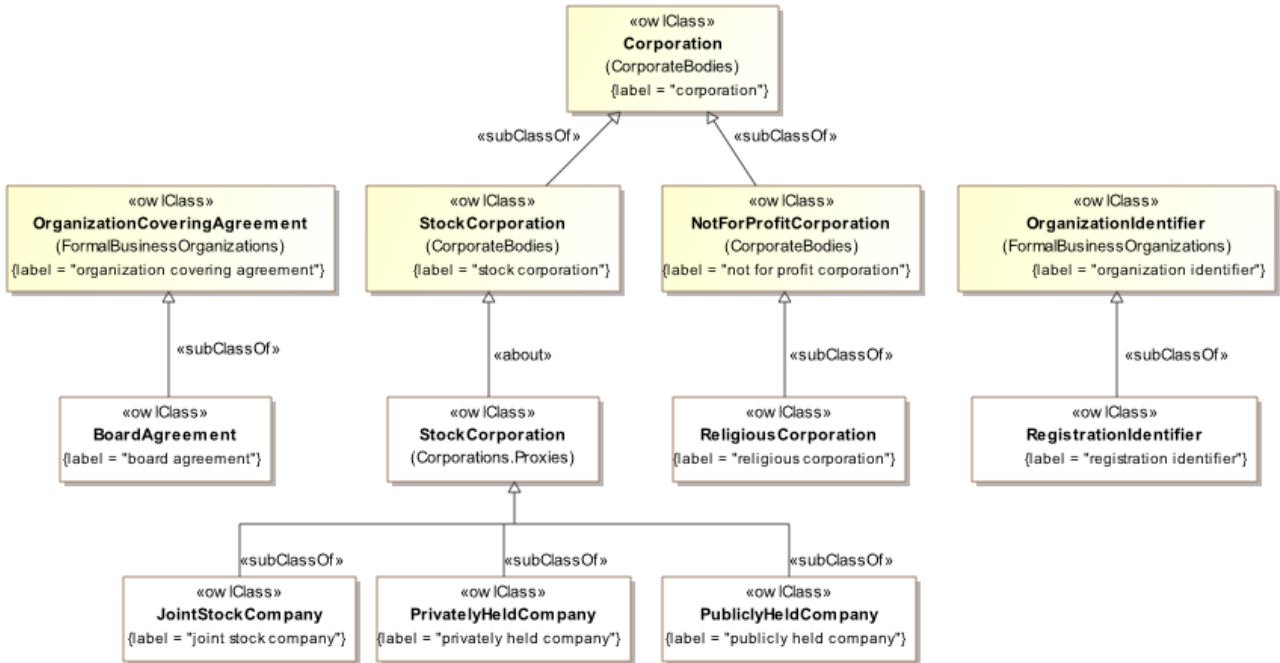 «owlClass»
Corporation
(CorporateBodies)
{label = "corporation"}
«subClassOf»
«subClassOf»
«owlClass»
OrganizationCoveringAgreement
(FormalBusinessOrganizations)
{label = "organization covering agreement"}
«owlClass»
StockCorporation
(CorporateBodies)
{label = "stock corporation"}
«owlClass»
NotForProfitCorporation
(CorporateBodies)
{label = "not for profit corporation"}
«owlClass»
OrganizationIdentifier
(FormalBusinessOrganizations)
{label = "organization identifier"}
«subClassOf»
«about»
«subClassOf»
«subClassOf»
«owlClass»
BoardAgreement
{label = "board agreement"}
«owlClass»
StockCorporation
(Corporations.Proxies)
«owlClass»
ReligiousCorporation
{label = "religious corporation"}
«owlClass»
RegistrationIdentifier
{label = "registration identifier"}
«subClassOf»
«subClassOf»
«subClassOf»
«owlClass»
JointStockCompany
{label = "joint stock company"}
«owlClass»
PrivatelyHeldCompany
{label = "privately held company"}
«owlClass»
PubliclyHeldCompany
{label = "publicly held company"}